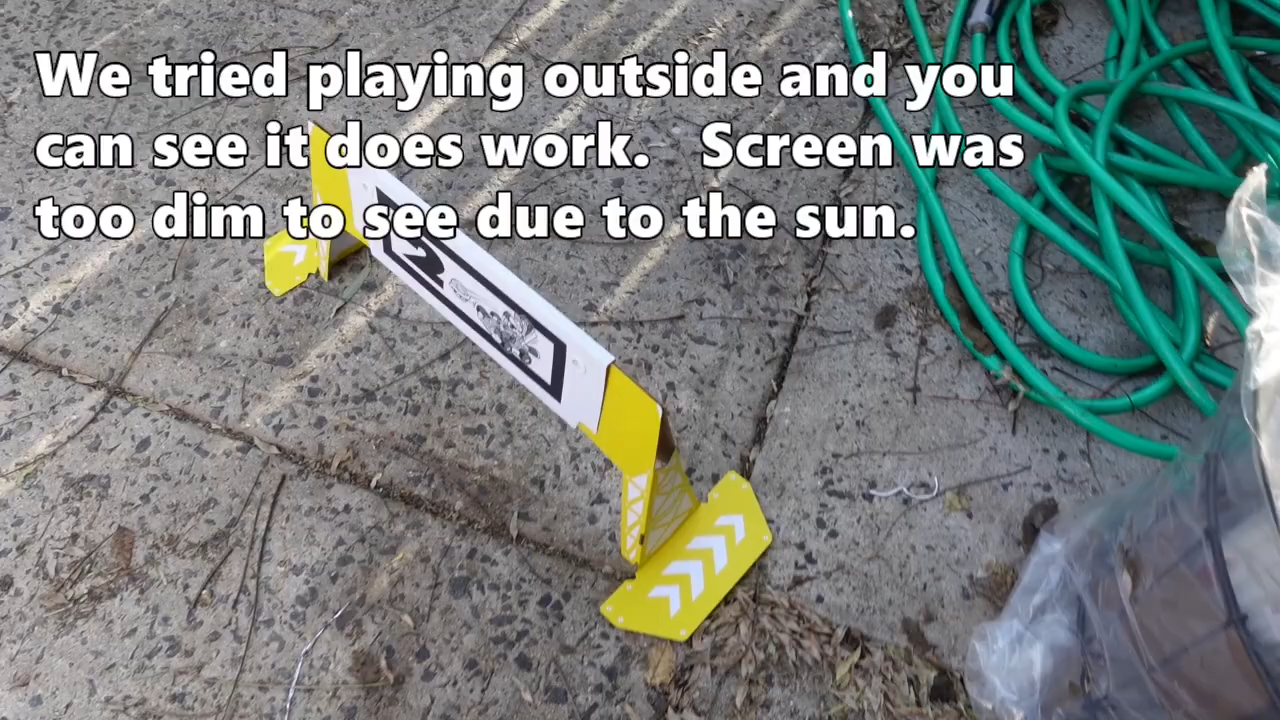 We tried playing outside and you
can see it does work. Screen was
too dim to see due to the sun.
2